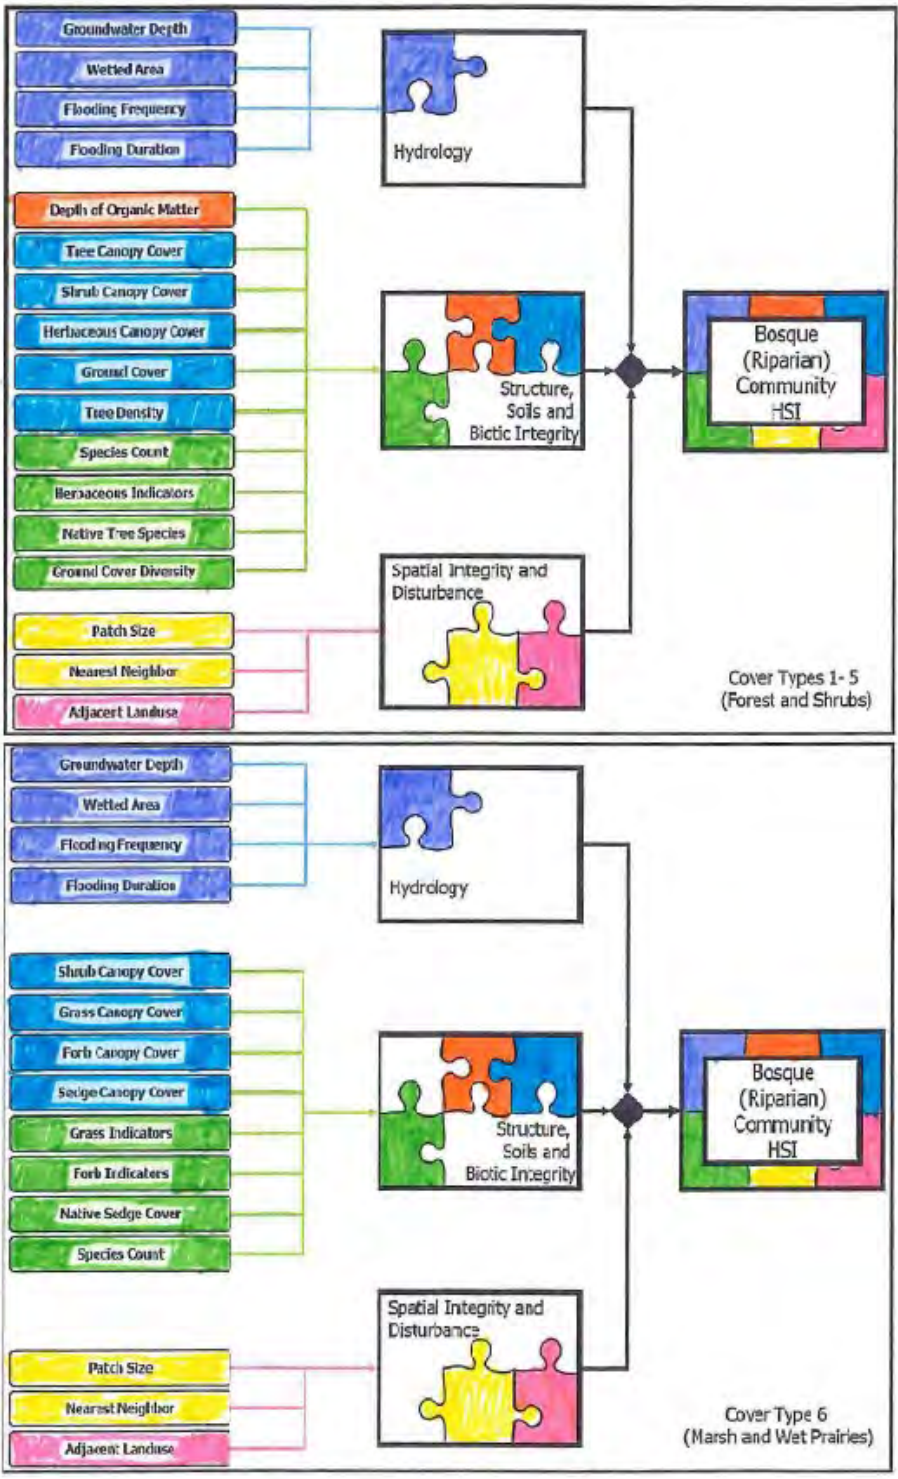 Groundwater Depth
Wetted Area
Flooding Frequency
Flooding Duration
Hydrology
Depth of Organic Matter
Tree Canopy Cover
Shrub Canopy Cover
Herbaceous Canopy Cover
Ground Cover
Tree Density
Species Count
Herbaceous Indicators
Native Tree Species
Ground Cover Diversity
Structure,
Soils and
Biotic Integrity
Patch Size
Nearest Neighbor
Adjacent Landuse
Spatial Integrity and
Disturbance
Bosque
(Riparian)
Community
HSI
Cover Types 1- 5
(Forest and Shrubs)
Groundwater Depth
Wetted Area
Flooding Frequency
Flooding Duration
Hydrology
Shrub Canopy Cover
Grass Canopy Cover
Forb Canopy Cover
Sedge Canopy Cover
Grass Indicators
Forb Indicators
Native Sedge Cover
Species Count
Structure,
Soils and
Biotic Integrity
Patch Size
Nearest Neighbor
Adjacent Landuse
Spatial Integrity and
Disturbance
Bosque
(Riparian)
Community
HSI
Cover Type 6
(Marsh and Wet Prairies)